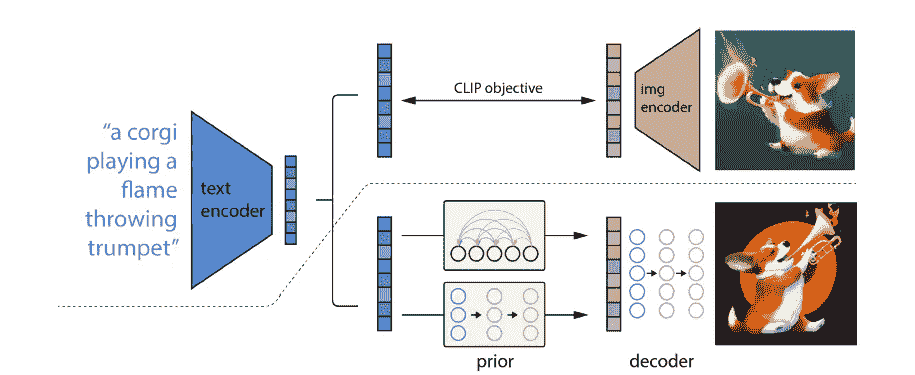 "a corgi
playing a
flame
throwing
trumpet"
text
encoder
CLIP objective
img
encoder
prior
decoder